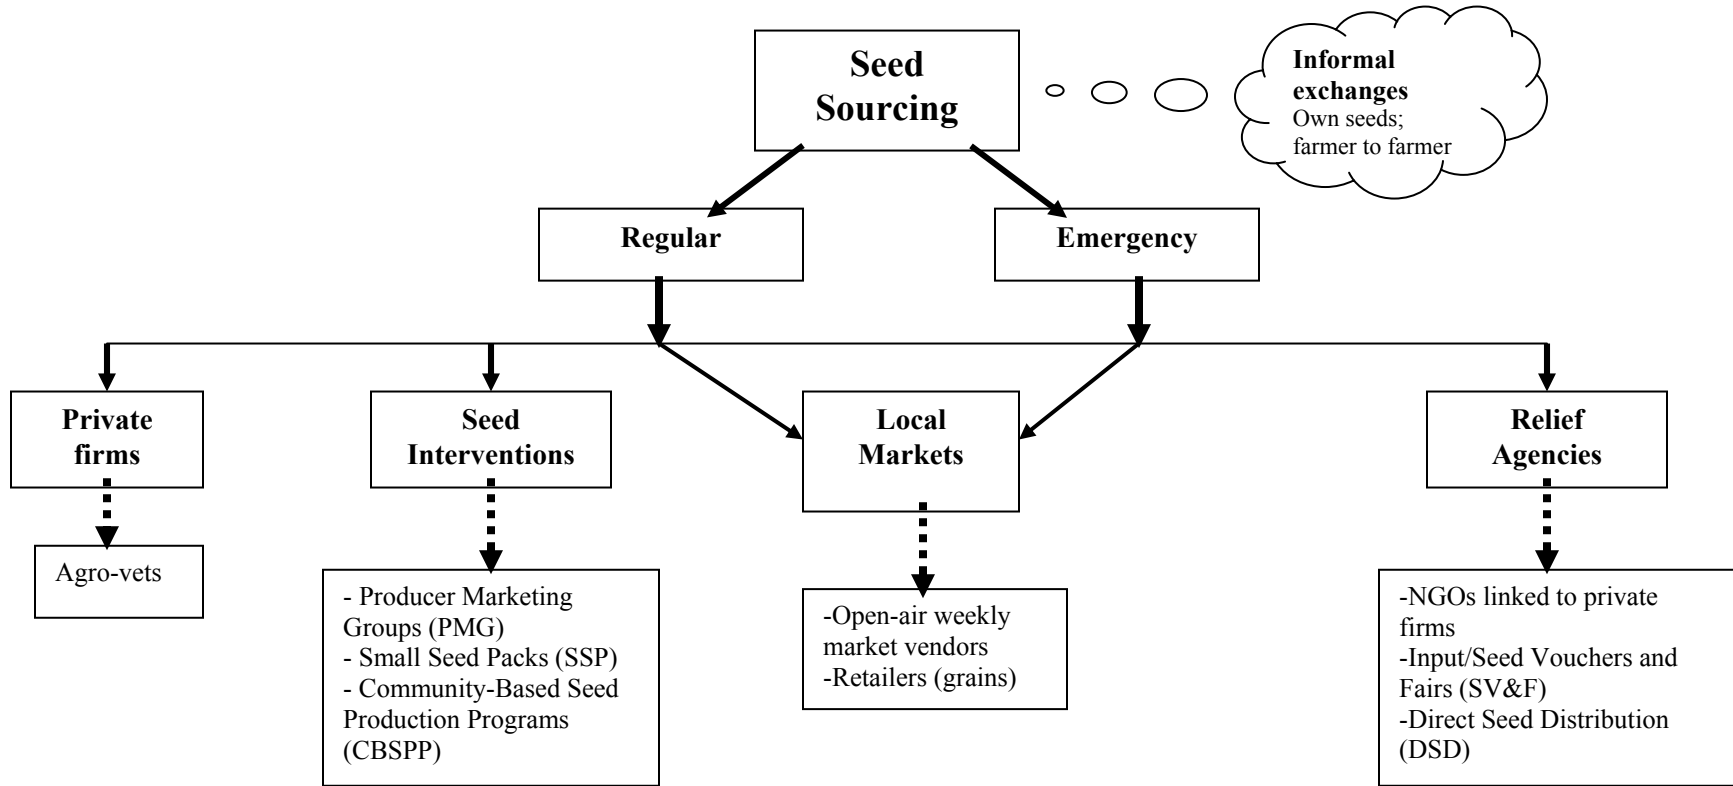 Seed
Sourcing
Informal
exchanges
Own seeds;
farmer to farmer
Regular
Emergency
Private
firms
Seed
Interventions
Local
Markets
Relief
Agencies
Agro-vets
- Producer Marketing
Groups (PMG)
- Small Seed Packs (SSP)
- Community-Based Seed
Production Programs
(CBSPP)
-Open-air weekly
market vendors
-Retailers (grains)
-NGOs linked to private
firms
-Input/Seed Vouchers and
Fairs (SV&F)
-Direct Seed Distribution
(DSD)